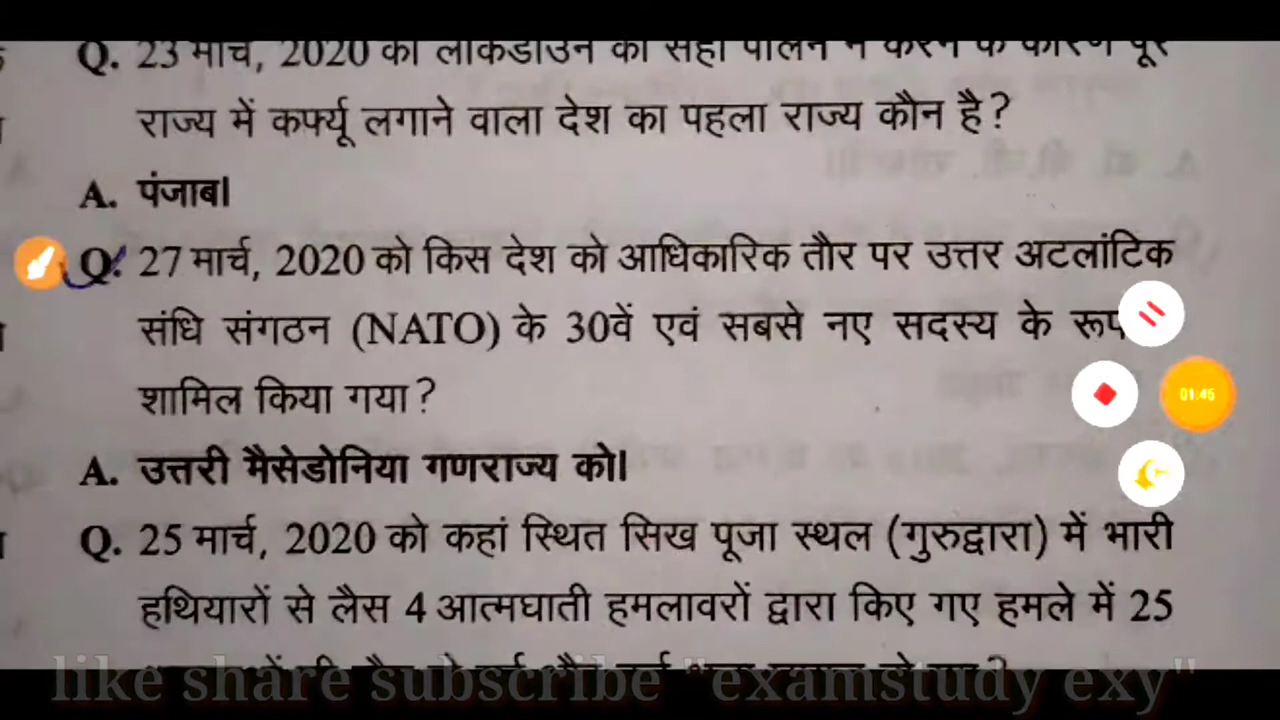 Q. 23 मार्च, 2020 को लॉकडाउन का सही पालन न करने के कारण पूरे
राज्य में कर्फ्यू लगाने वाला देश का पहला राज्य कौन है?
A. पंजाब।
Q. 27 मार्च, 2020 को किस देश को आधिकारिक तौर पर उत्तर अटलांटिक
संधि संगठन (NATO) के 30वें एवं सबसे नए सदस्य के रूप
शामिल किया गया?
A. उत्तरी मैसेडोनिया गणराज्य को।
Q. 25 मार्च, 2020 को कहां स्थित सिख पूजा स्थल (गुरुद्वारा) में भारी
हथियारों से लैस 4 आत्मघाती हमलावरों द्वारा किए गए हमले में 25
01:45
like share subscribe "examstudy exy"